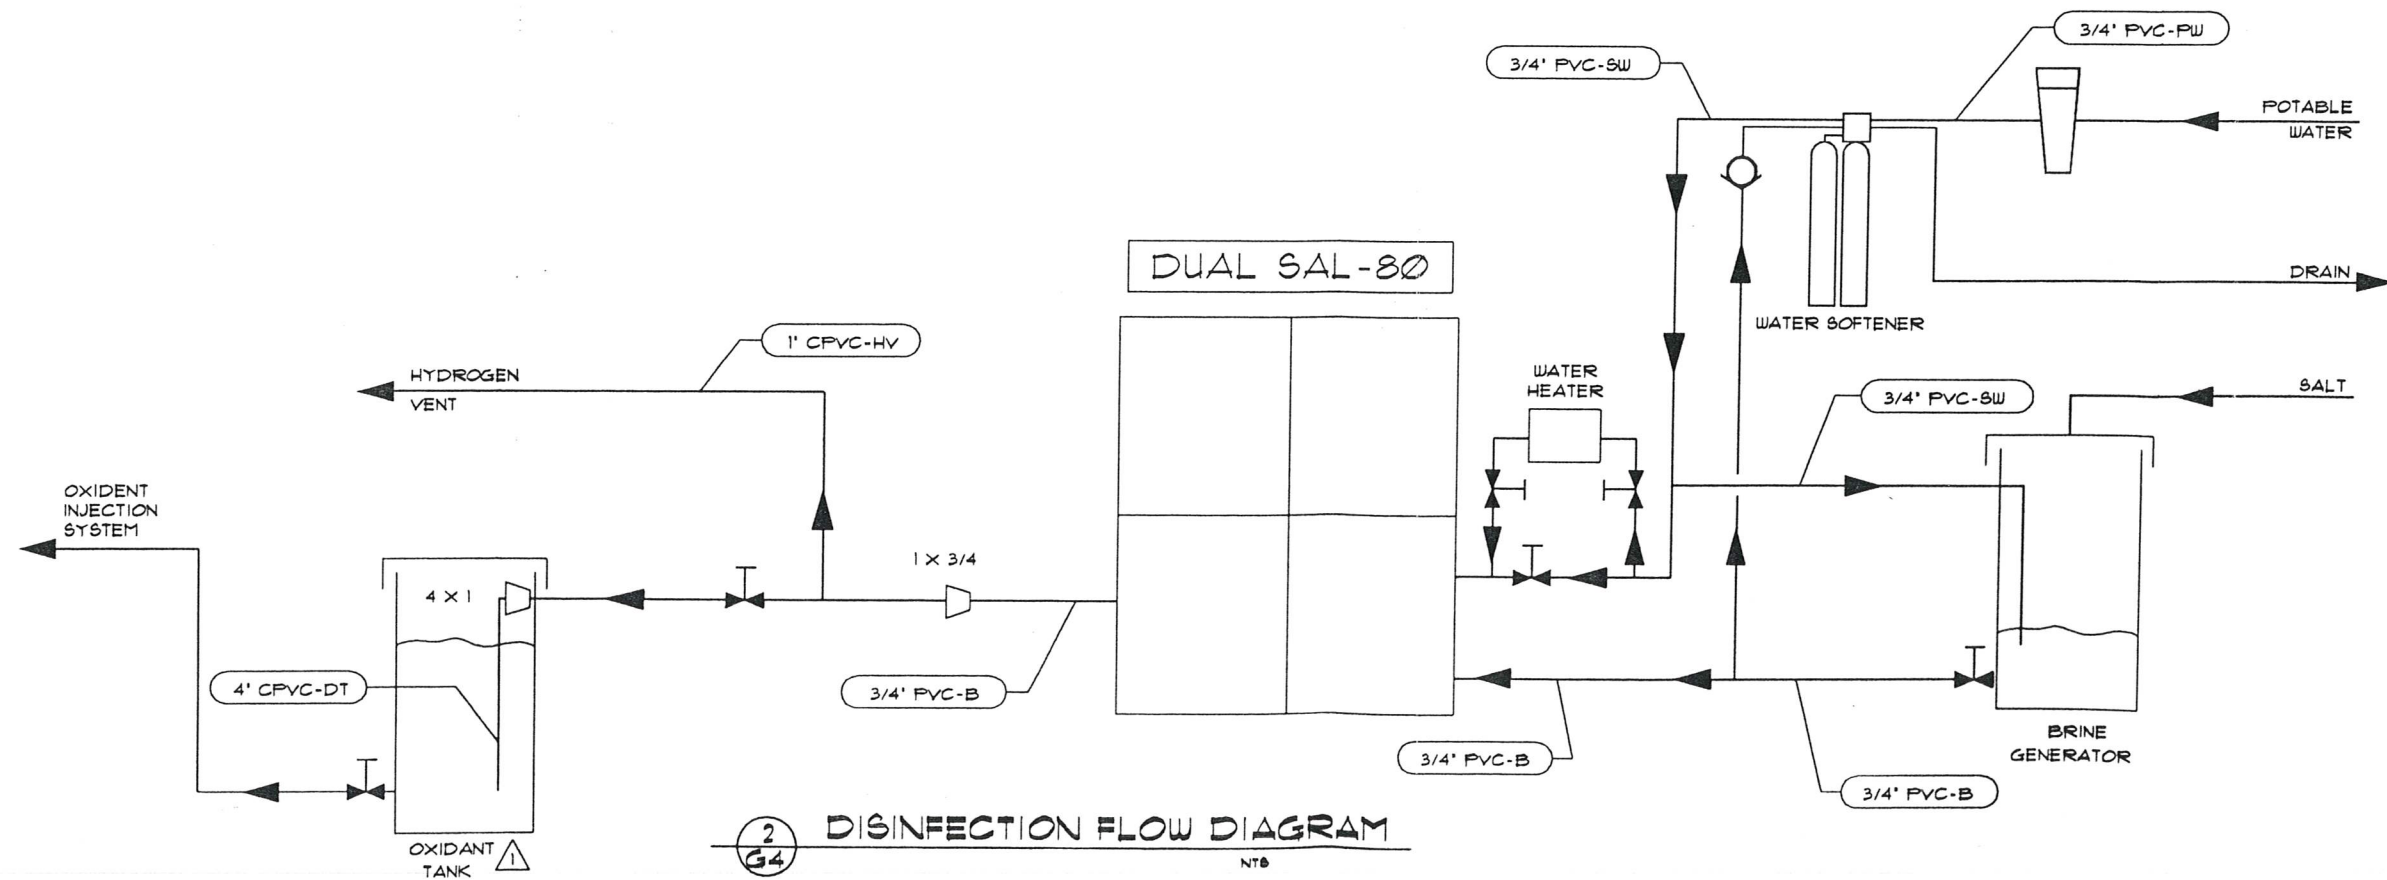 3/4" PVC-PW
3/4" PVC-SW
POTABLE
WATER
DUAL SAL-80
DRAIN
WATER SOFTENER
1" CPVC-HV
HYDROGEN
VENT
WATER
HEATER
3/4" PVC-SW
SALT
OXIDENT
INJECTION
SYSTEM
1 X 3/4
4 X 1
4" CPVC-DT
3/4" PVC-B
3/4" PVC-B
BRINE
GENERATOR
3/4" PVC-B
OXIDANT 1
TANK
2
G4
DISINFECTION FLOW DIAGRAM
NTS